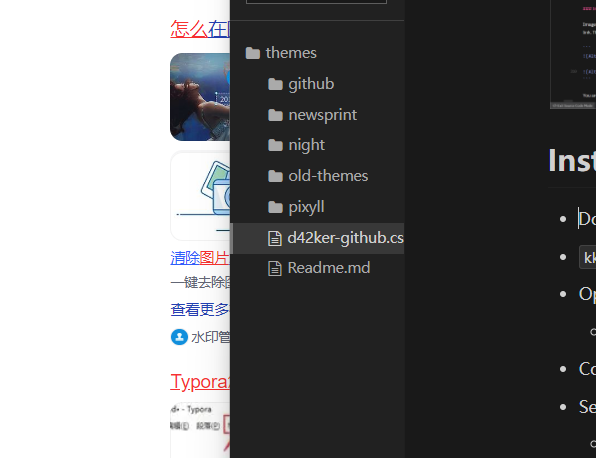 怎么在
themes
github
newsprint
night
old-themes
pixyll
d42ker-github.cs
Readme.md
清除图片
一键去除
查看更多
水印管
Typora
d• - Typora
段落(P)
Inst
Do
kk
Op
c
Co
Se
c